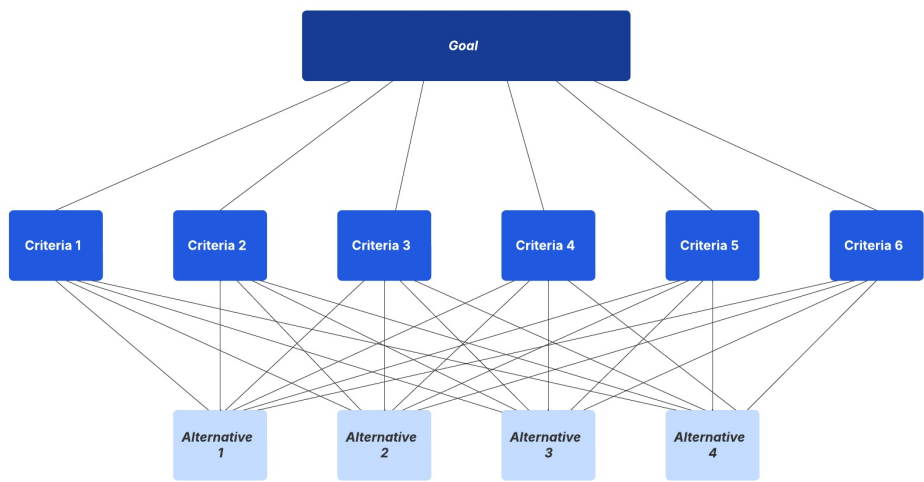 Goal
Criteria 1
Criteria 2
Criteria 3
Criteria 4
Criteria 5
Criteria 6
Alternative
1
Alternative
2
Alternative
3
Alternative
4